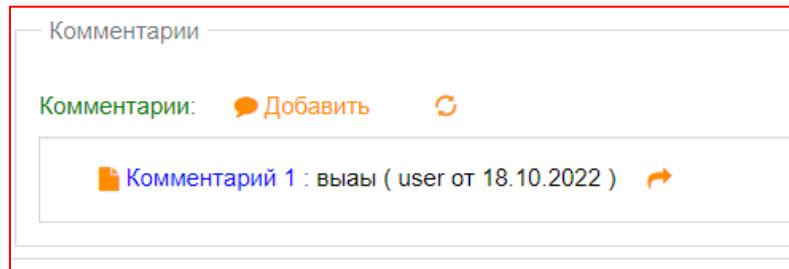 Комментарии
Комментарии: Добавить
Комментарий 1 : выаы ( user от 18.10.2022 )